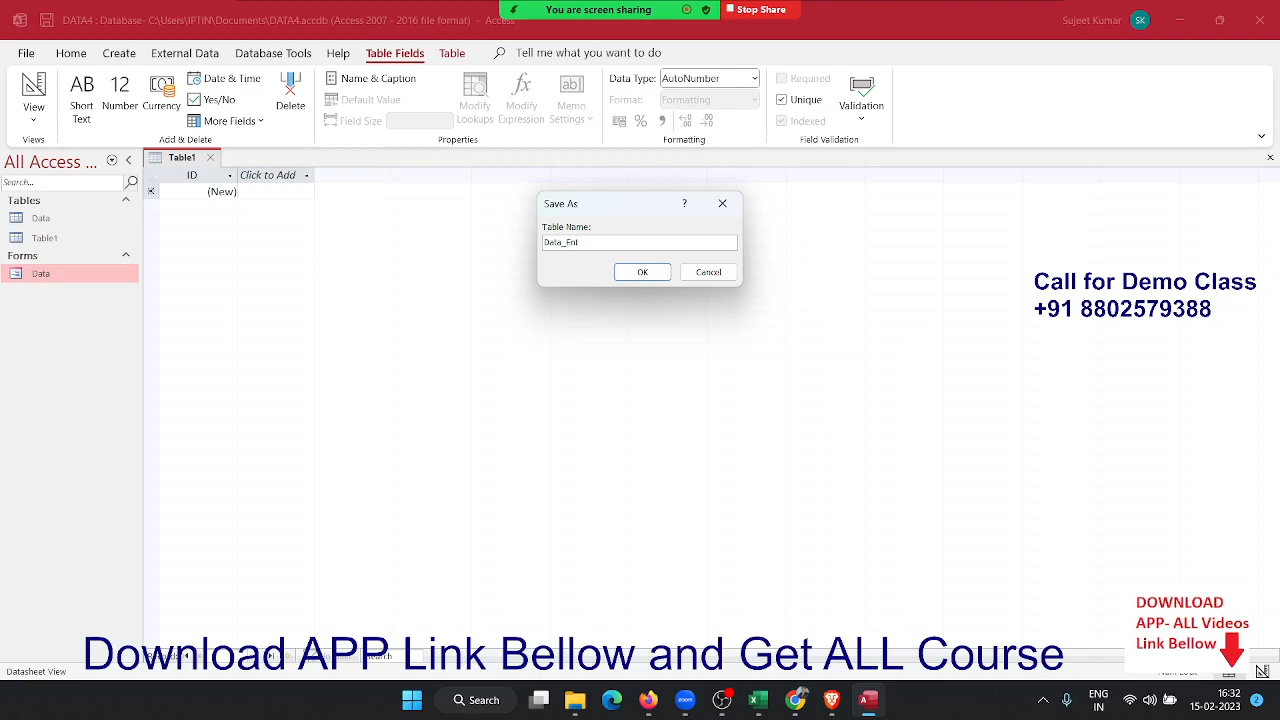 You are screen sharing
Stop Share
DATA4 : Database- C:\Users\IPTIN\Documents\DATA4.accdb (Access 2007 - 2016 file format) - Access
Sujeet Kumar SK
File Home Create External Data Database Tools Help Table Fields Table Tell me what you want to do
View
Views
AB Short Text
12 Number
Currency
Date & Time
Yes/No
More Fields
Delete
Add & Delete
Name & Caption
Default Value
Field Size
Modify Lookups
fx Modify Expression
ab Memo Settings
Properties
Data Type: AutoNumber
Format: Formatting
%
Formatting
Required
Unique
Indexed
Validation
Field Validation
All Access ...
Search...
Tables
Data
Table1
Forms
Data
Table1
ID Click to Add
(New)
Save As
Table Name:
Data_Ent
OK Cancel
Call for Demo Class
+91 8802579388
DOWNLOAD
APP- ALL Videos
Link Bellow
Download APP Link Bellow and Get ALL Course
Search
Datasheet View
Num Lock
Search
ENG
IN
16:32
15-02-2023
2